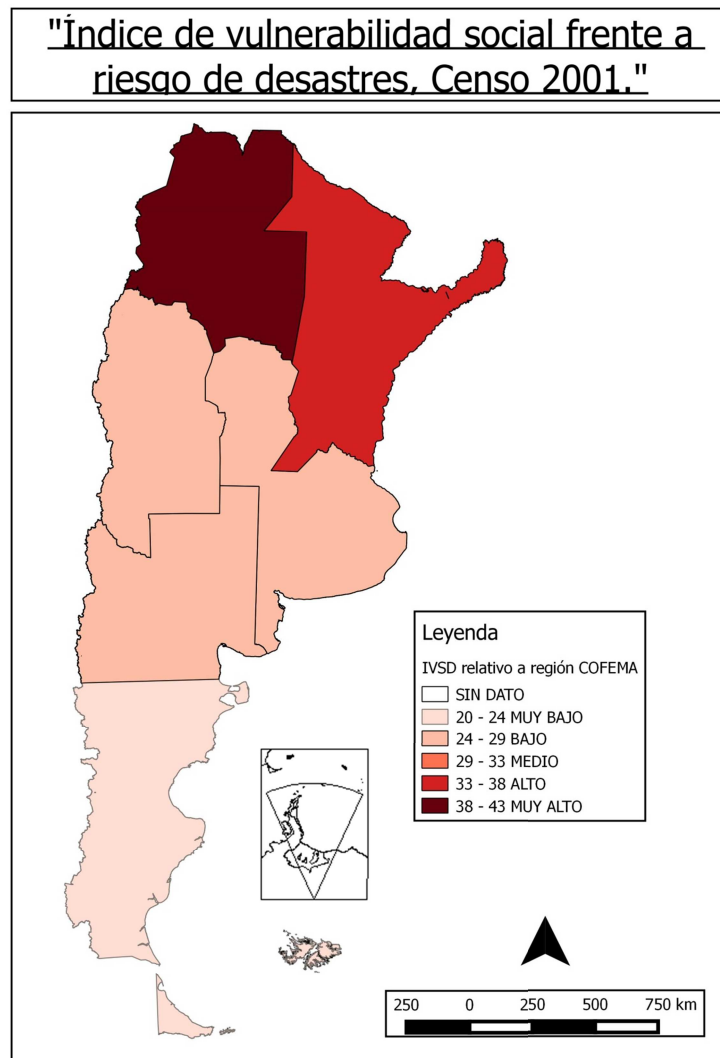 "Índice de vulnerabilidad social frente a
riesgo de desastres, Censo 2001."
Leyenda
IVSD relativo a región COFEMA
SIN DATO
20 - 24 MUY BAJO
24 - 29 BAJO
29 - 33 MEDIO
33 - 38 ALTO
38 - 43 MUY ALTO
250 0 250 500 750 km